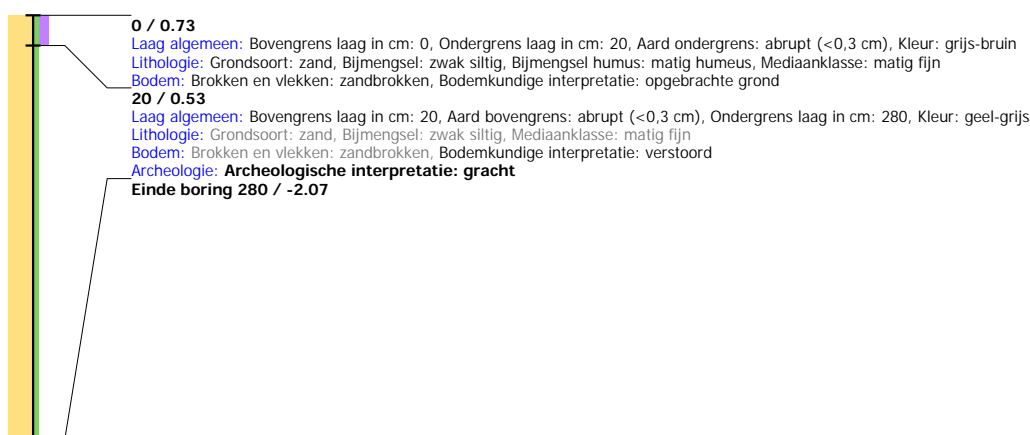 0 / 0.73
Laag algemeen: Bovengrens laag in cm: 0, Ondergrens laag in cm: 20, Aard ondergrens: abrupt (<0,3 cm), Kleur: grijs-bruin
Lithologie: Grondsoort: zand, Bijmengsel: zwak siltig, Bijmengsel humus: matig humeus, Mediaanklasse: matig fijn
Bodem: Brokken en vlekken: zandbrokken, Bodemkundige interpretatie: opgebrachte grond
20 / 0.53
Laag algemeen: Bovengrens laag in cm: 20, Aard bovengrens: abrupt (<0,3 cm), Ondergrens laag in cm: 280, Kleur: geel-grijs
Lithologie: Grondsoort: zand, Bijmengsel: zwak siltig, Mediaanklasse: matig fijn
Bodem: Brokken en vlekken: zandbrokken, Bodemkundige interpretatie: verstoord
Archeologie: Archeologische interpretatie: gracht
Einde boring 280 / -2.07